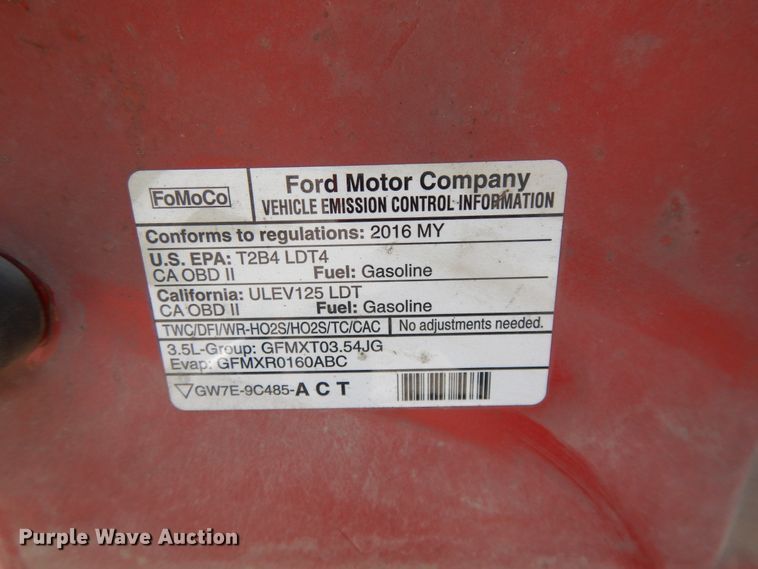 FoMoCo
Ford Motor Company
VEHICLE EMISSION CONTROL INFORMATION
Conforms to regulations: 2016 MY
U.S. EPA: T2B4 LDT4
CA OBD II Fuel: Gasoline
California: ULEV125 LDT
CA OBD II Fuel: Gasoline
TWC/DFI/WR-HO2S/HO2S/TC/CAC No adjustments needed.
3.5L-Group: GFMXT03.54JG
Evap: GFMXR0160ABC
GW7E-9C485-A C T
Purple Wave Auction